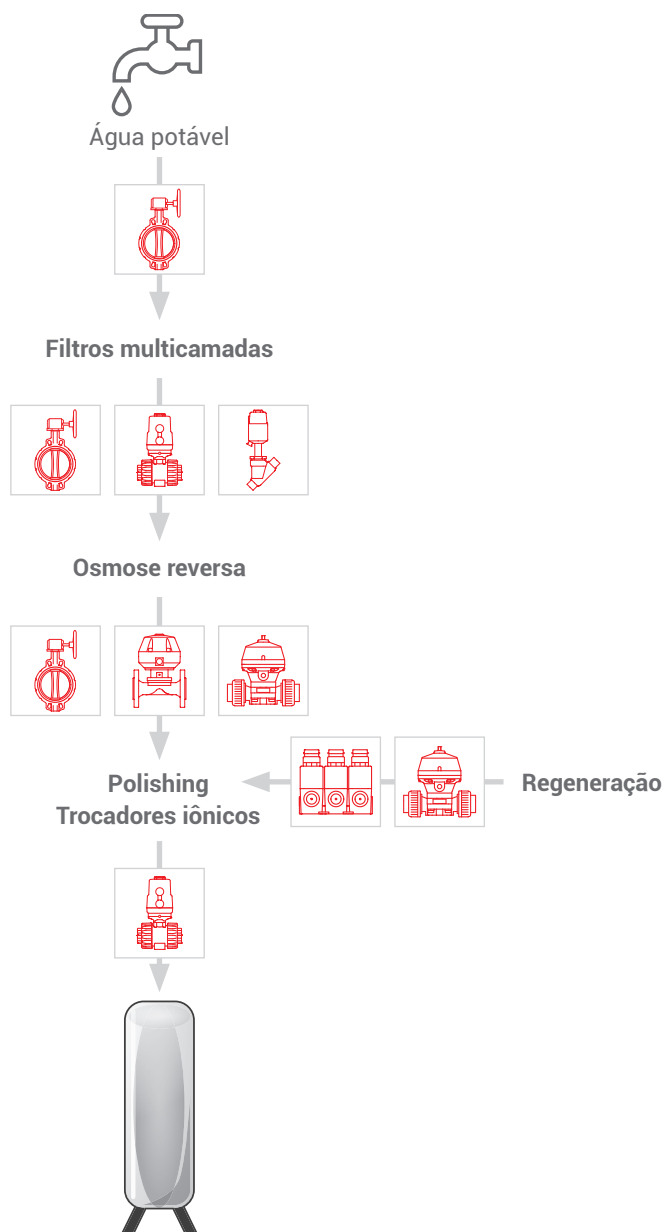 Água potável
Filtros multicamadas
Osmose reversa
Polishing
Trocadores iônicos
Regeneração